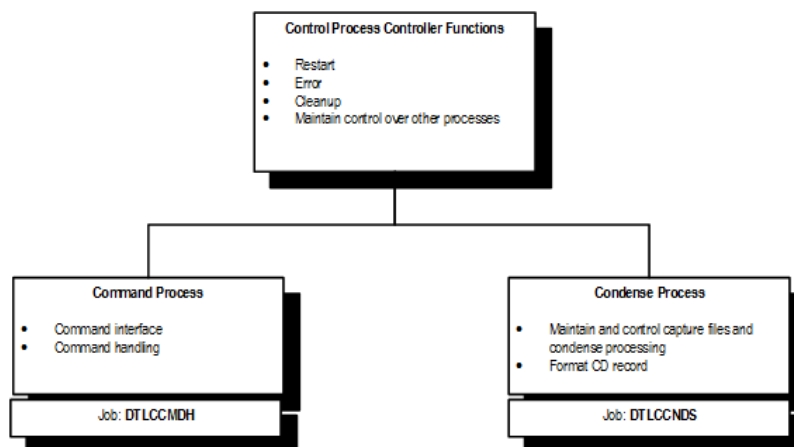 Control Process Controller Functions
• Restart
• Error
• Cleanup
• Maintain control over other processes
Command Process
• Command interface
• Command handling
Job: DTLCCMDH
Condense Process
• Maintain and control capture files and
condense processing
• Format CD record
Job: DTLCCNDS